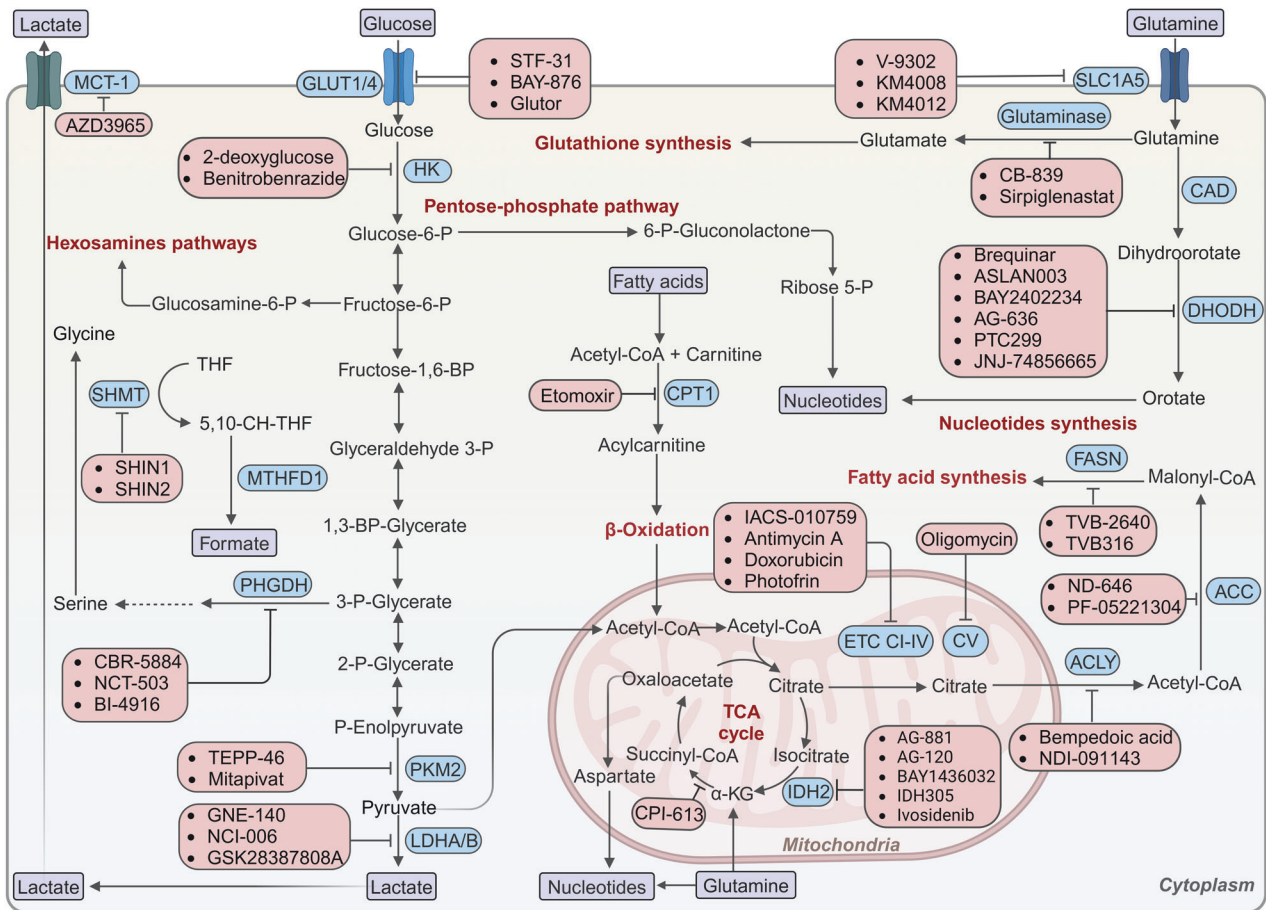 Lactate
Glucose
Glutamine
MCT-1
AZD3965
GLUT1/4
• STF-31
• BAY-876
• Glutor
• V-9302
• KM4008
• KM4012
SLC1A5
Glucose
• 2-deoxyglucose
• Benitrobenrazide
HK
Glutathione synthesis
Glutamate
Glutaminase
Glutamine
• CB-839
• Sirpiglenastat
CAD
Pentose-phosphate pathway
Hexosamines pathways
Glucose-6-P
6-P-Gluconolactone
Dihydroorotate
Glucosamine-6-P
Fructose-6-P
Fatty acids
Ribose 5-P
• Brequinar
• ASLAN003
• BAY2402234
• AG-636
• PTC299
• JNJ-74856665
DHODH
Glycine
THF
Fructose-1,6-BP
Acetyl-CoA + Carnitine
SHMT
5,10-CH-THF
Etomoxir
CPT1
Nucleotides
Orotate
Nucleotides synthesis
• SHIN1
• SHIN2
MTHFD1
Glyceraldehyde 3-P
Acylcarnitine
FASN
Fatty acid synthesis
Malonyl-CoA
Formate
1,3-BP-Glycerate
β-Oxidation
• IACS-010759
• Antimycin A
• Doxorubicin
• Photofrin
Oligomycin
• TVB-2640
• TVB316
PHGDH
Serine
3-P-Glycerate
• ND-646
• PF-05221304
ACC
Acetyl-CoA
Acetyl-CoA
ETC CI-IV
CV
• CBR-5884
• NCT-503
• BI-4916
2-P-Glycerate
Oxaloacetate
Citrate
Citrate
ACLY
Acetyl-CoA
P-Enolpyruvate
TCA
cycle
• Bempedoic acid
• NDI-091143
• TEPP-46
• Mitapivat
PKM2
Succinyl-CoA
Isocitrate
Aspartate
• AG-881
• AG-120
• BAY1436032
• IDH305
• Ivosidenib
Pyruvate
CPI-613
α-KG
IDH2
• GNE-140
• NCI-006
• GSK28387808A
LDHA/B
Mitochondria
Lactate
Lactate
Nucleotides
Glutamine
Cytoplasm